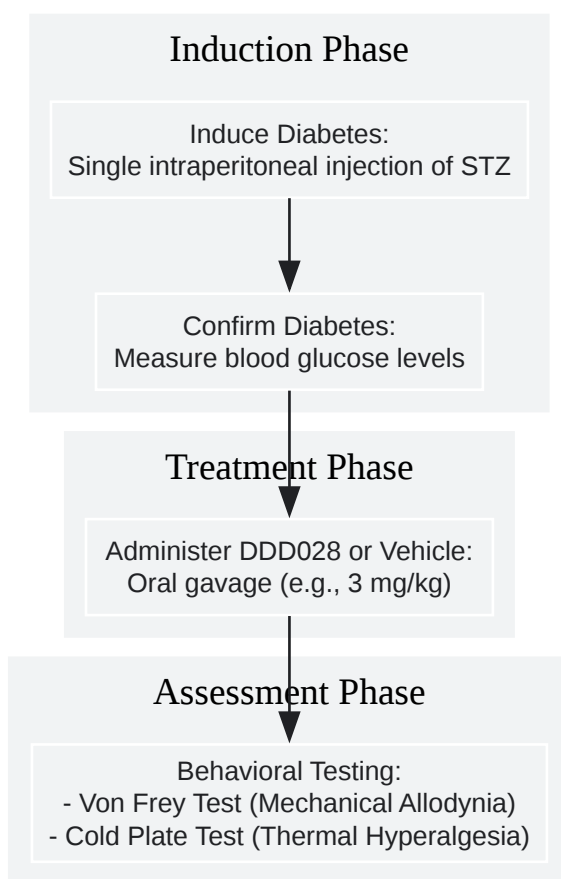 Induction Phase
Induce Diabetes:
Single intraperitoneal injection of STZ
Confirm Diabetes:
Measure blood glucose levels
Treatment Phase
Administer DDD028 or Vehicle:
Oral gavage (e.g., 3 mg/kg)
Assessment Phase
Behavioral Testing:
- Von Frey Test (Mechanical Allodynia)
- Cold Plate Test (Thermal Hyperalgesia)